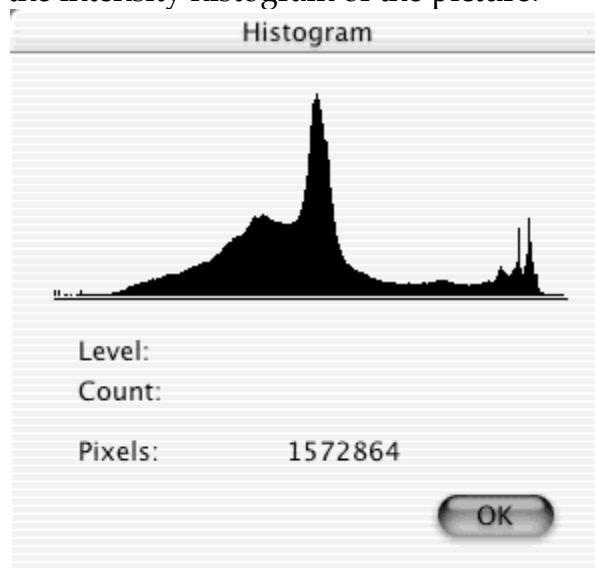 the intensity histogram of the picture.
Histogram
Level:
Count:
Pixels: 1572864
OK